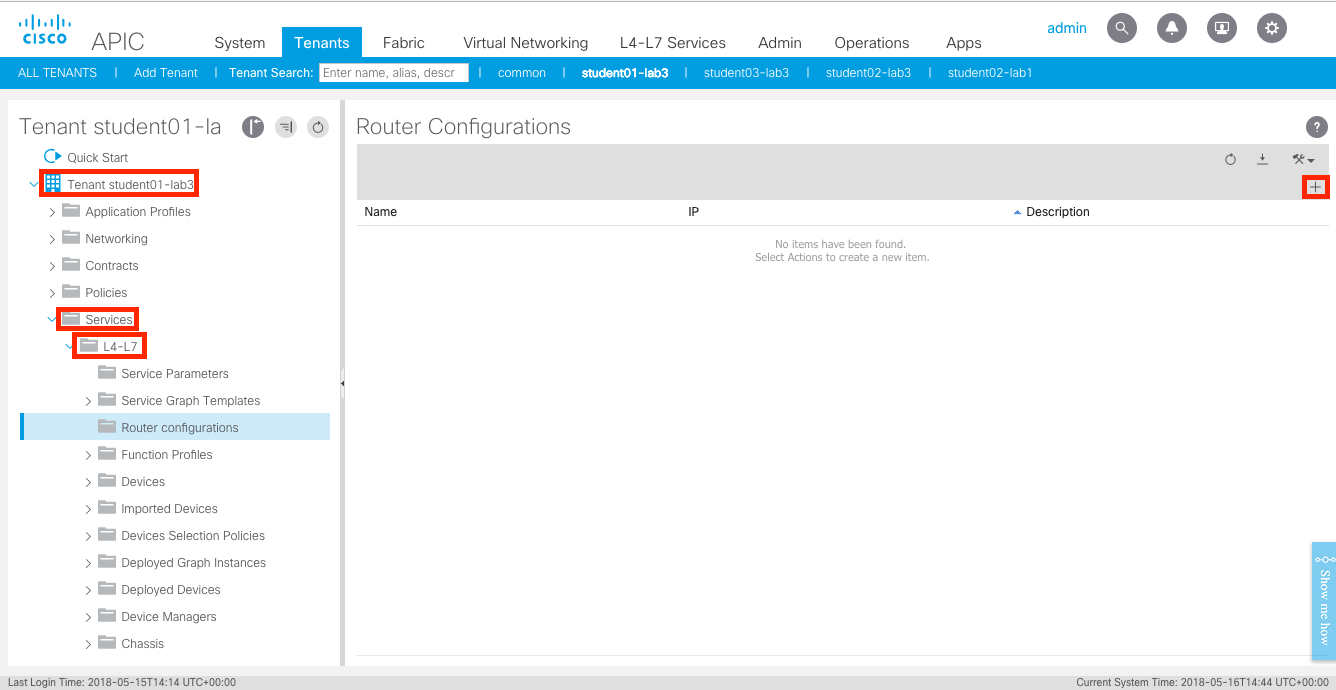 CISCO APIC
System Tenants Fabric Virtual Networking L4-L7 Services Admin Operations Apps admin
ALL TENANTS | Add Tenant | Tenant Search: Enter name, alias, descr | common | student01-lab3 | student03-lab3 | student02-lab3 | student02-lab1
Tenant student01-la
Quick Start
Tenant student01-lab3
Application Profiles
Networking
Contracts
Policies
Services
L4-L7
Service Parameters
Service Graph Templates
Router configurations
Function Profiles
Devices
Imported Devices
Devices Selection Policies
Deployed Graph Instances
Deployed Devices
Device Managers
Chassis
Router Configurations
?
Name IP Description
No items have been found.
Select Actions to create a new item.
Show me how
Last Login Time: 2018-05-15T14:14 UTC+00:00
Current System Time: 2018-05-16T14:44 UTC+00:00